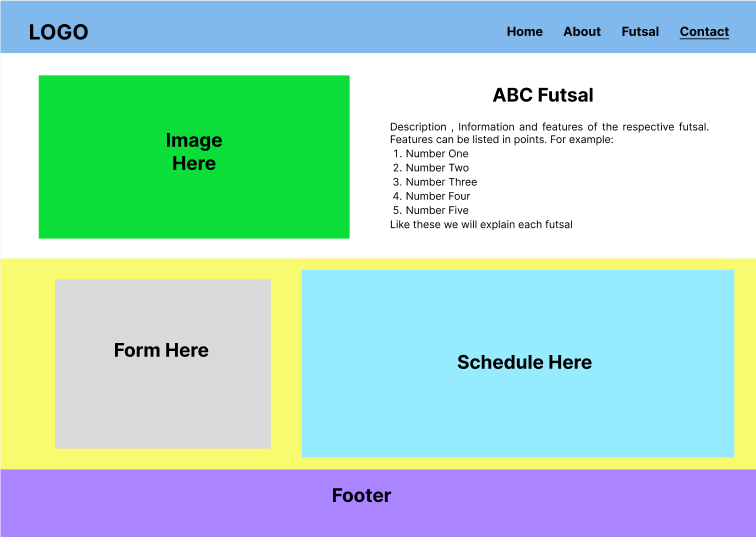 LOGO
Home About Futsal Contact
Image
Here
ABC Futsal
Description , Information and features of the respective futsal.
Features can be listed in points. For example:
1. Number One
2. Number Two
3. Number Three
4. Number Four
5. Number Five
Like these we will explain each futsal
Form Here
Schedule Here
Footer